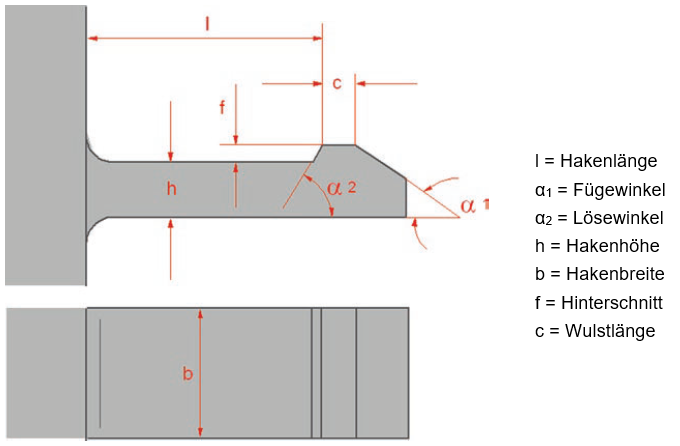 l
c
f
h
α 2
α 1
b
l = Hakenlänge
α₁ = Fügewinkel
α₂ = Lösewinkel
h = Hakenhöhe
b = Hakenbreite
f = Hinterschnitt
c = Wulstlänge